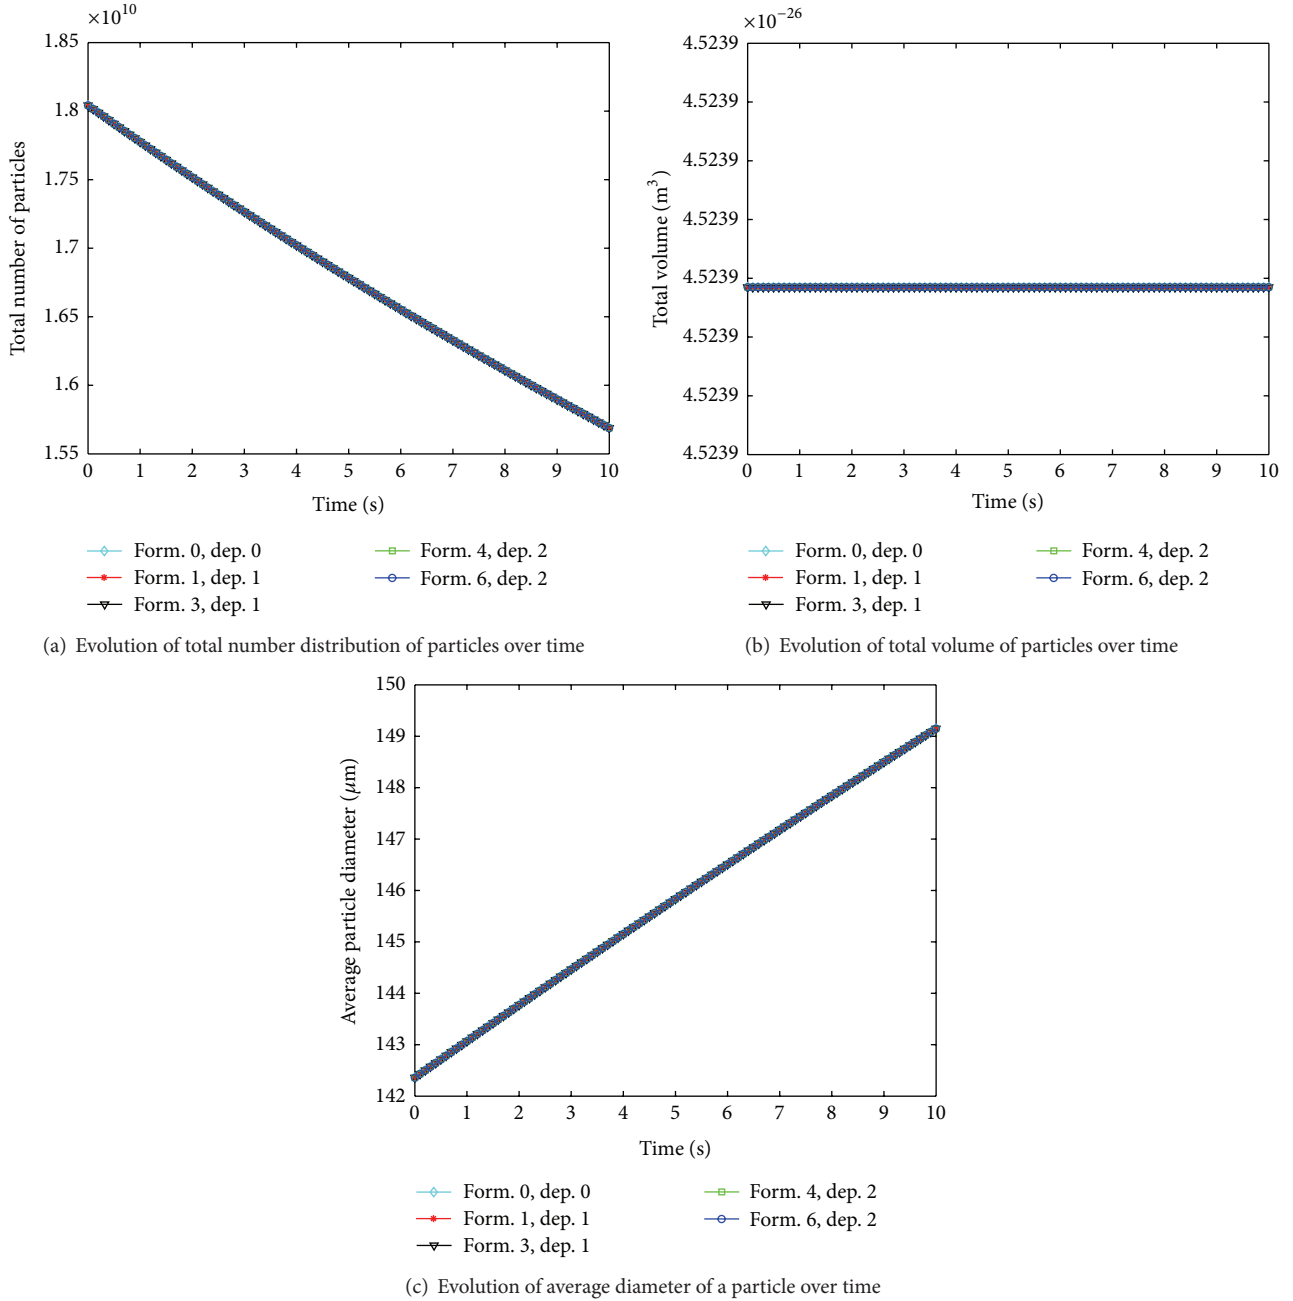 ×10^10
1.85
1.8
1.75
1.7
1.65
1.6
1.55
Total number of particles
0 1 2 3 4 5 6 7 8 9 10
Time (s)
Form. 0, dep. 0
Form. 1, dep. 1
Form. 3, dep. 1
Form. 4, dep. 2
Form. 6, dep. 2
(a) Evolution of total number distribution of particles over time
×10^−26
4.5239
4.5239
4.5239
4.5239
4.5239
4.5239
4.5239
4.5239
Total volume (m^3)
0 1 2 3 4 5 6 7 8 9 10
Time (s)
Form. 0, dep. 0
Form. 1, dep. 1
Form. 3, dep. 1
Form. 4, dep. 2
Form. 6, dep. 2
(b) Evolution of total volume of particles over time
150
149
148
147
146
145
144
143
142
Average particle diameter (μm)
0 1 2 3 4 5 6 7 8 9 10
Time (s)
Form. 0, dep. 0
Form. 1, dep. 1
Form. 3, dep. 1
Form. 4, dep. 2
Form. 6, dep. 2
(c) Evolution of average diameter of a particle over time